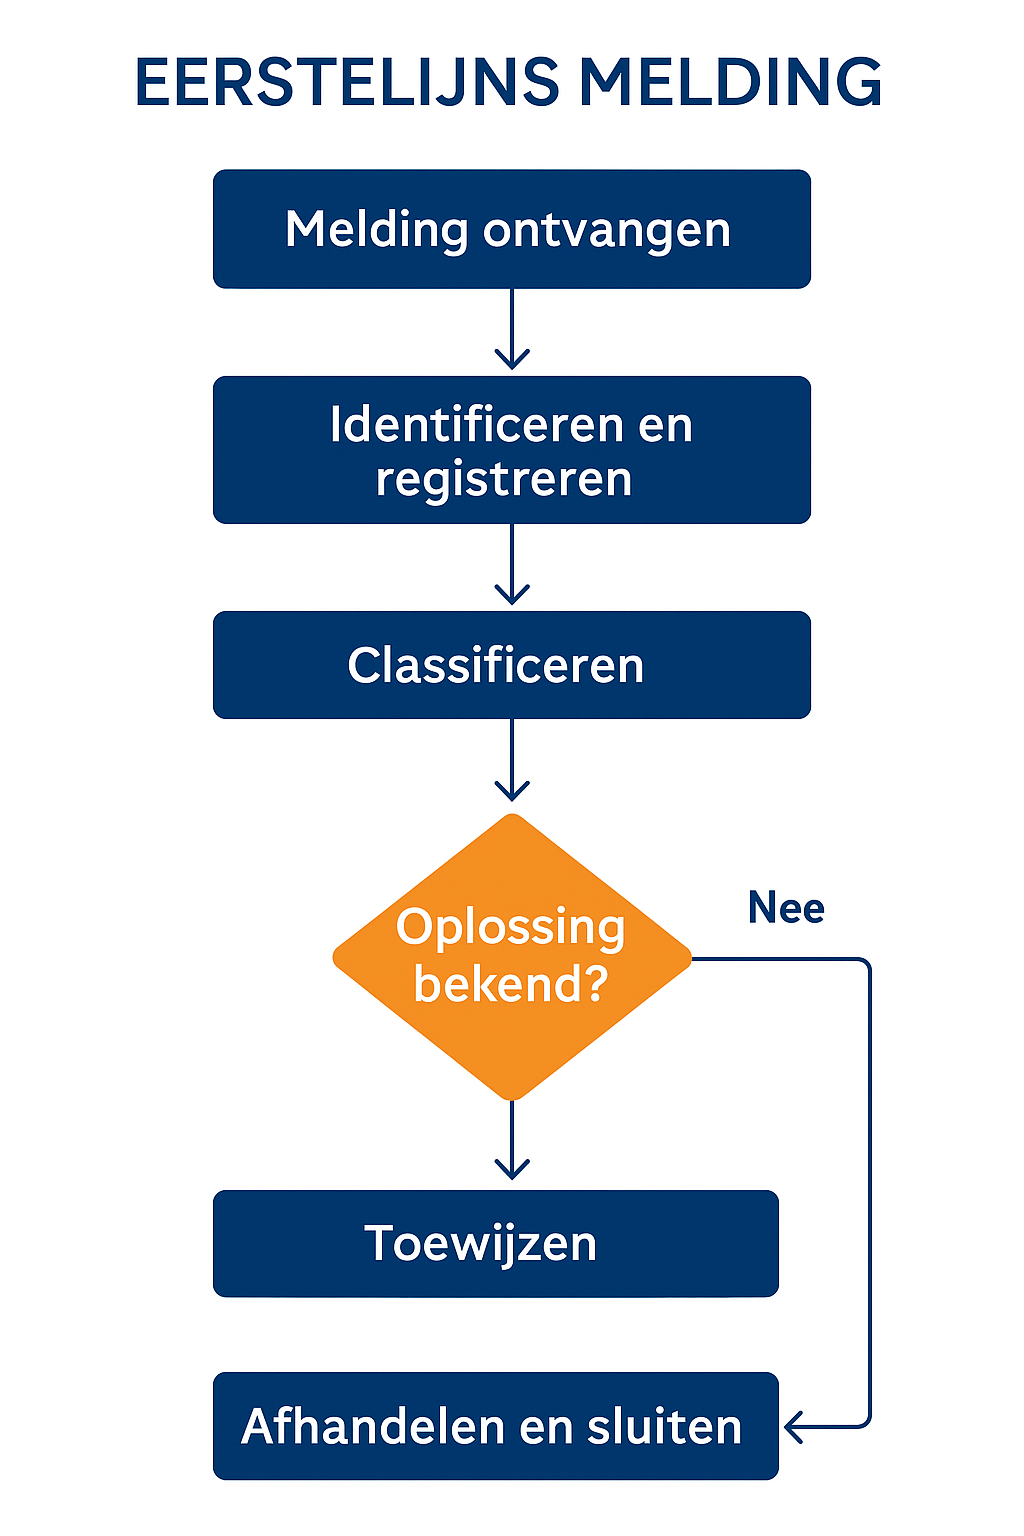 EERSTELIJNS MELDING
Melding ontvangen
Identificeren en
registreren
Classificeren
Oplossing
bekend?
Nee
Toewijzen
Afhandelen en sluiten